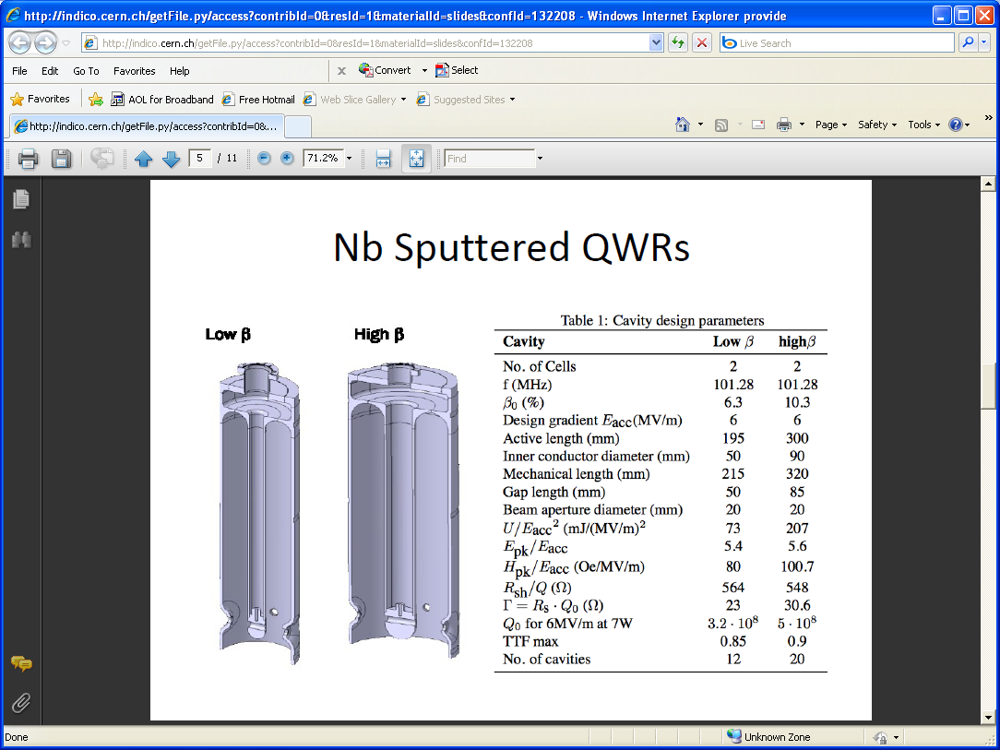 http://indico.cern.ch/getFile.py/access?contribId=0&resId=1&materialId=slides&confId=132208 - Windows Internet Explorer provide
http://indico.cern.ch/getFile.py/access?contribId=0&resId=1&materialId=slides&confId=132208
Live Search
File Edit Go To Favorites Help
x Convert Select
Favorites AOL for Broadband Free Hotmail Web Slice Gallery Suggested Sites
http://indico.cern.ch/getFile.py/access?contribId=0&...
Page Safety Tools
5 / 11 71.2% Find
Nb Sputtered QWRs
Low β High β
Table 1: Cavity design parameters
Cavity Low β highβ
No. of Cells 2 2
f (MHz) 101.28 101.28
β₀ (%) 6.3 10.3
Design gradient Eacc(MV/m) 6 6
Active length (mm) 195 300
Inner conductor diameter (mm) 50 90
Mechanical length (mm) 215 320
Gap length (mm) 50 85
Beam aperture diameter (mm) 20 20
U/Eacc² (mJ/(MV/m)² 73 207
Epk/Eacc 5.4 5.6
Hpk/Eacc (Oe/MV/m) 80 100.7
Rsh/Q (Ω) 564 548
Γ = Rs · Q₀ (Ω) 23 30.6
Q₀ for 6MV/m at 7W 3.2 · 10⁸ 5 · 10⁸
TTF max 0.85 0.9
No. of cavities 12 20
Done Unknown Zone